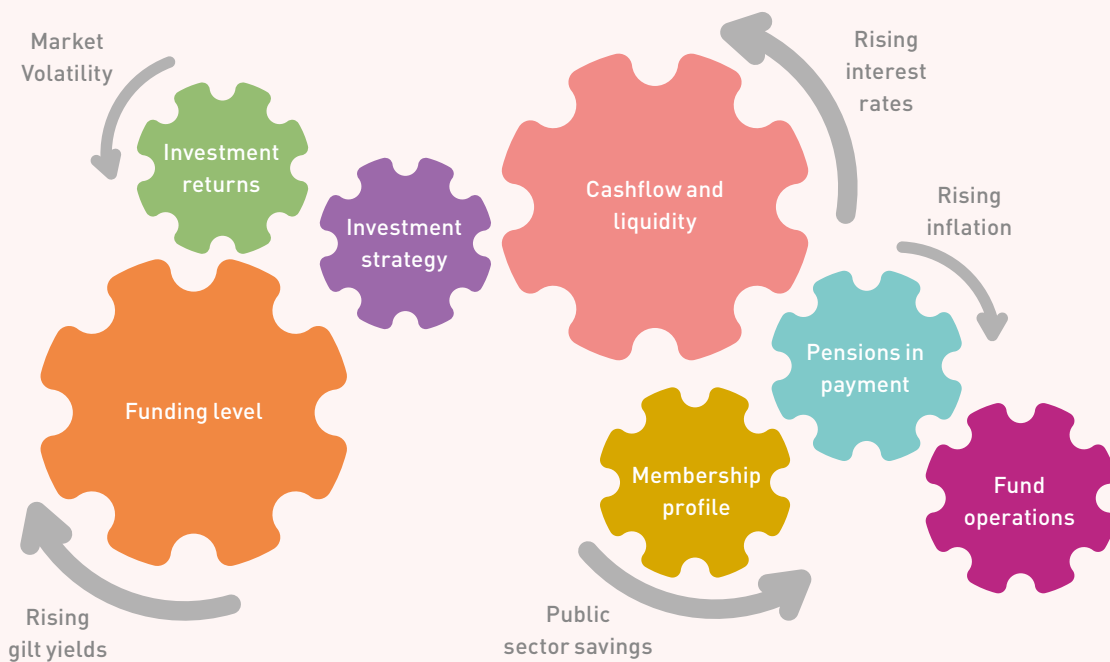 Market
Volatility
Investment
returns
Investment
strategy
Cashflow and
liquidity
Rising
interest
rates
Rising
inflation
Funding level
Pensions in
payment
Membership
profile
Fund
operations
Rising
gilt yields
Public
sector savings